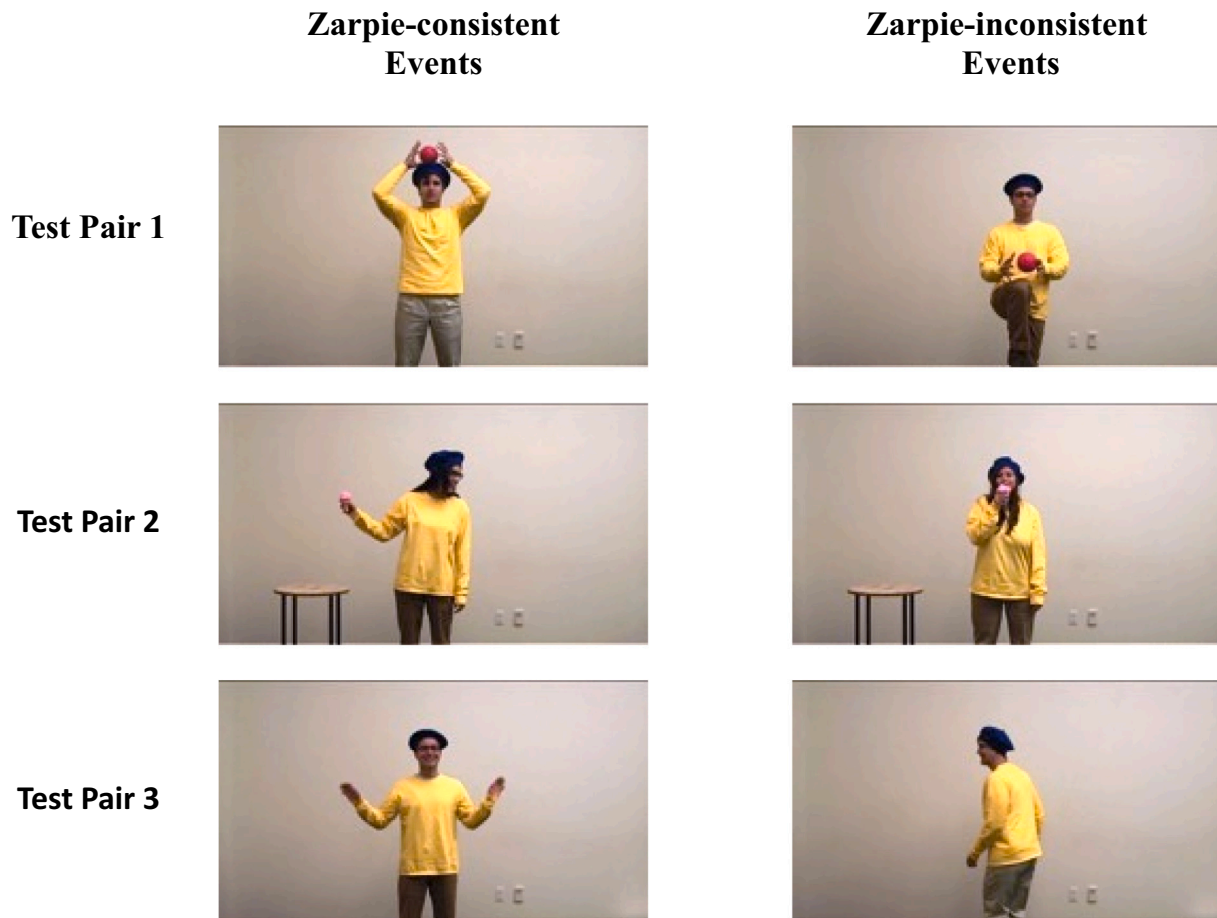 Zarpie-consistent
Events
Zarpie-inconsistent
Events
Test Pair 1
Test Pair 2
Test Pair 3